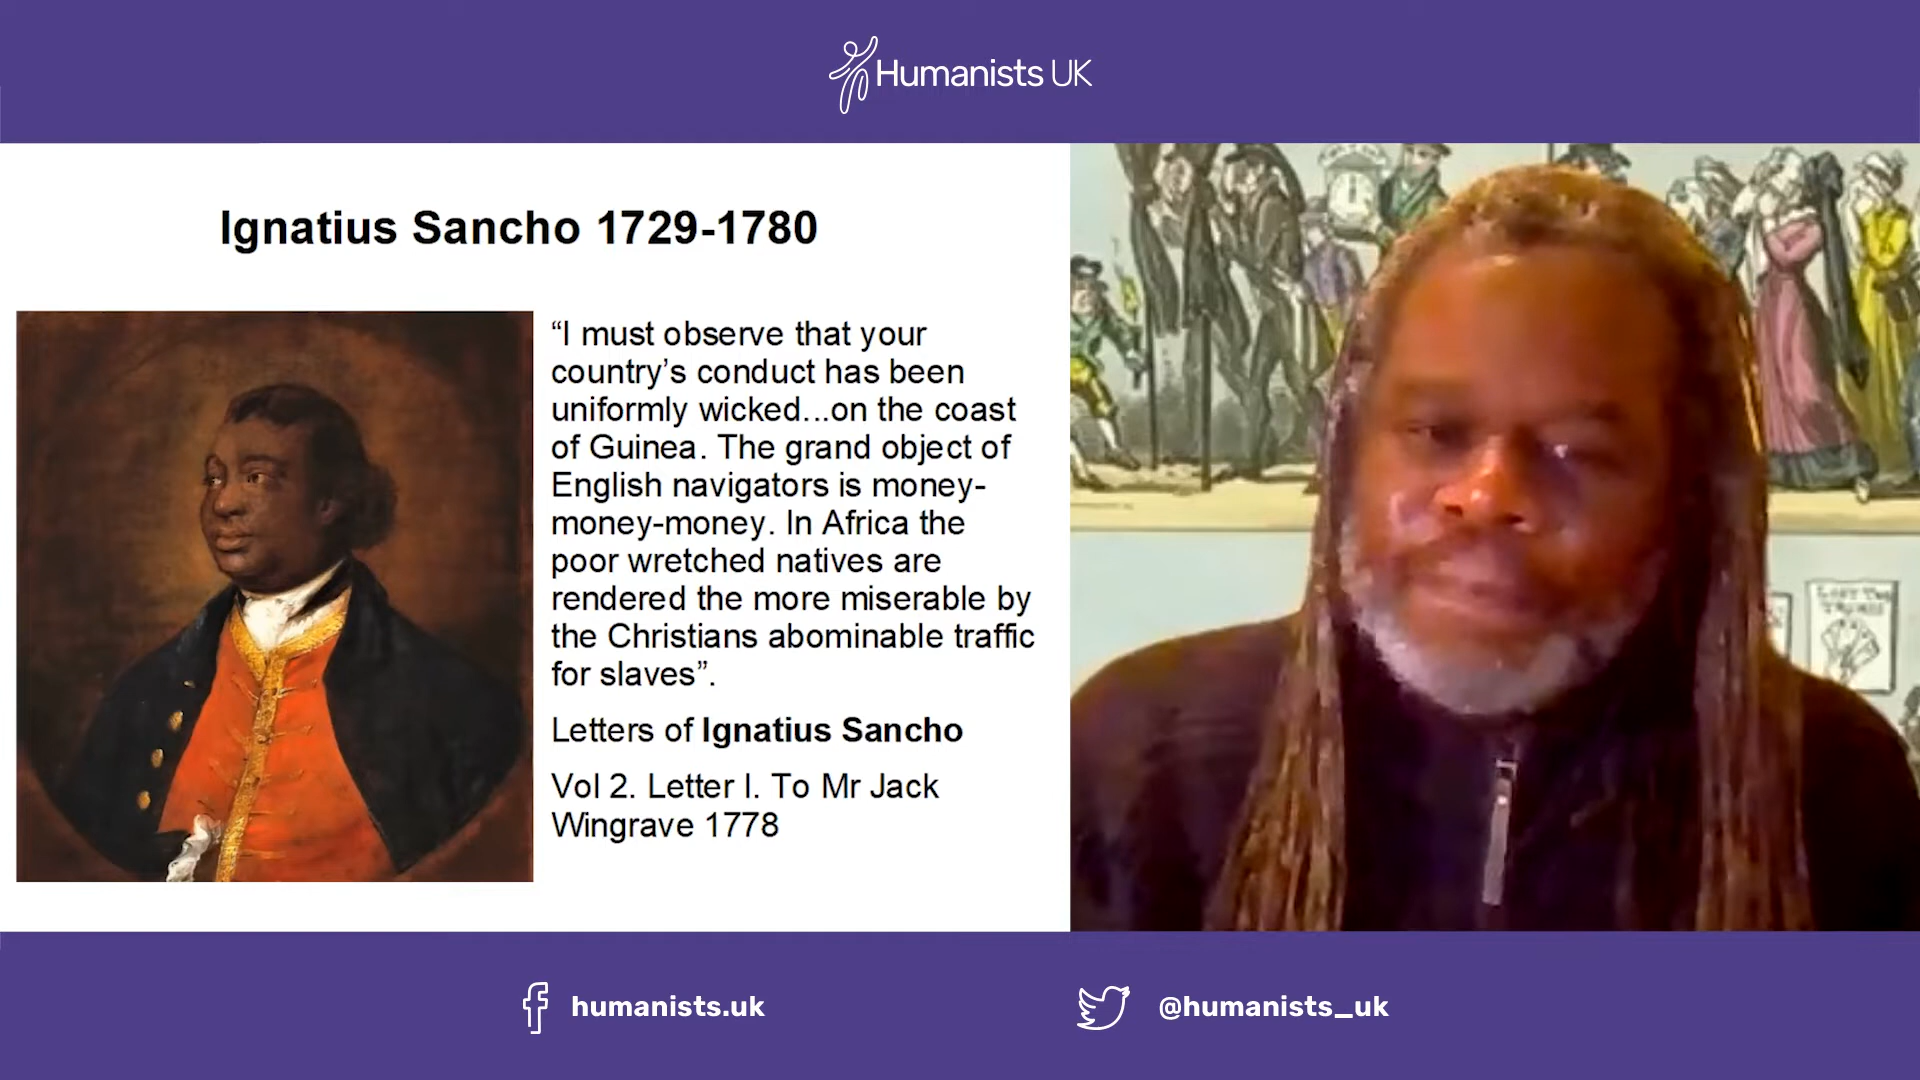 Humanists UK
Ignatius Sancho 1729-1780
“I must observe that your
country’s conduct has been
uniformly wicked...on the coast
of Guinea. The grand object of
English navigators is money-
money-money. In Africa the
poor wretched natives are
rendered the more miserable by
the Christians abominable traffic
for slaves”.
Letters of Ignatius Sancho
Vol 2. Letter I. To Mr Jack
Wingrave 1778
humanists.uk
@humanists_uk